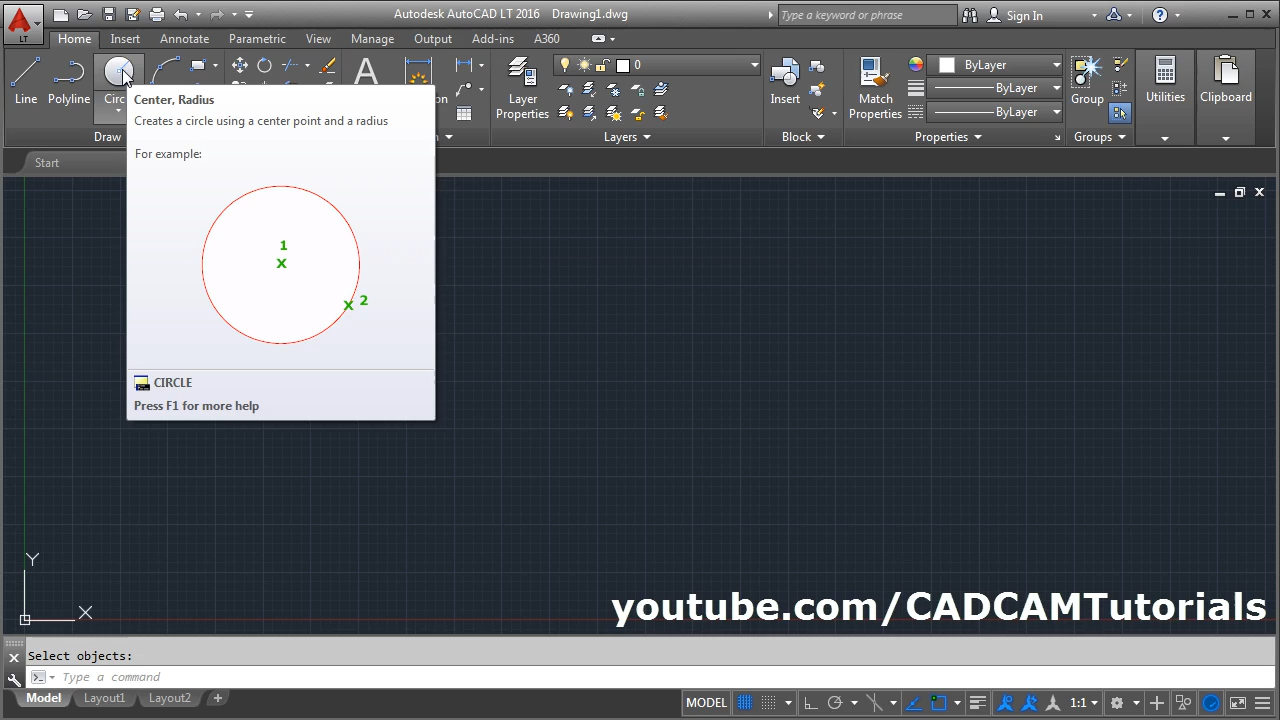 Autodesk AutoCAD LT 2016 Drawing1.dwg
Type a keyword or phrase
Sign In
LT
Home Insert Annotate Parametric View Manage Output Add-ins A360
Line
Polyline
Draw
A
Layer
Properties
0
Layers
Insert
Block
Match
Properties
ByLayer
ByLayer
ByLayer
Properties
Group
Groups
Utilities
Clipboard
Start
Center, Radius
Creates a circle using a center point and a radius
For example:
1
x
x 2
CIRCLE
Press F1 for more help
Y
X
youtube.com/CADCAMTutorials
Select objects:
Type a command
Model Layout1 Layout2 +
MODEL
1:1